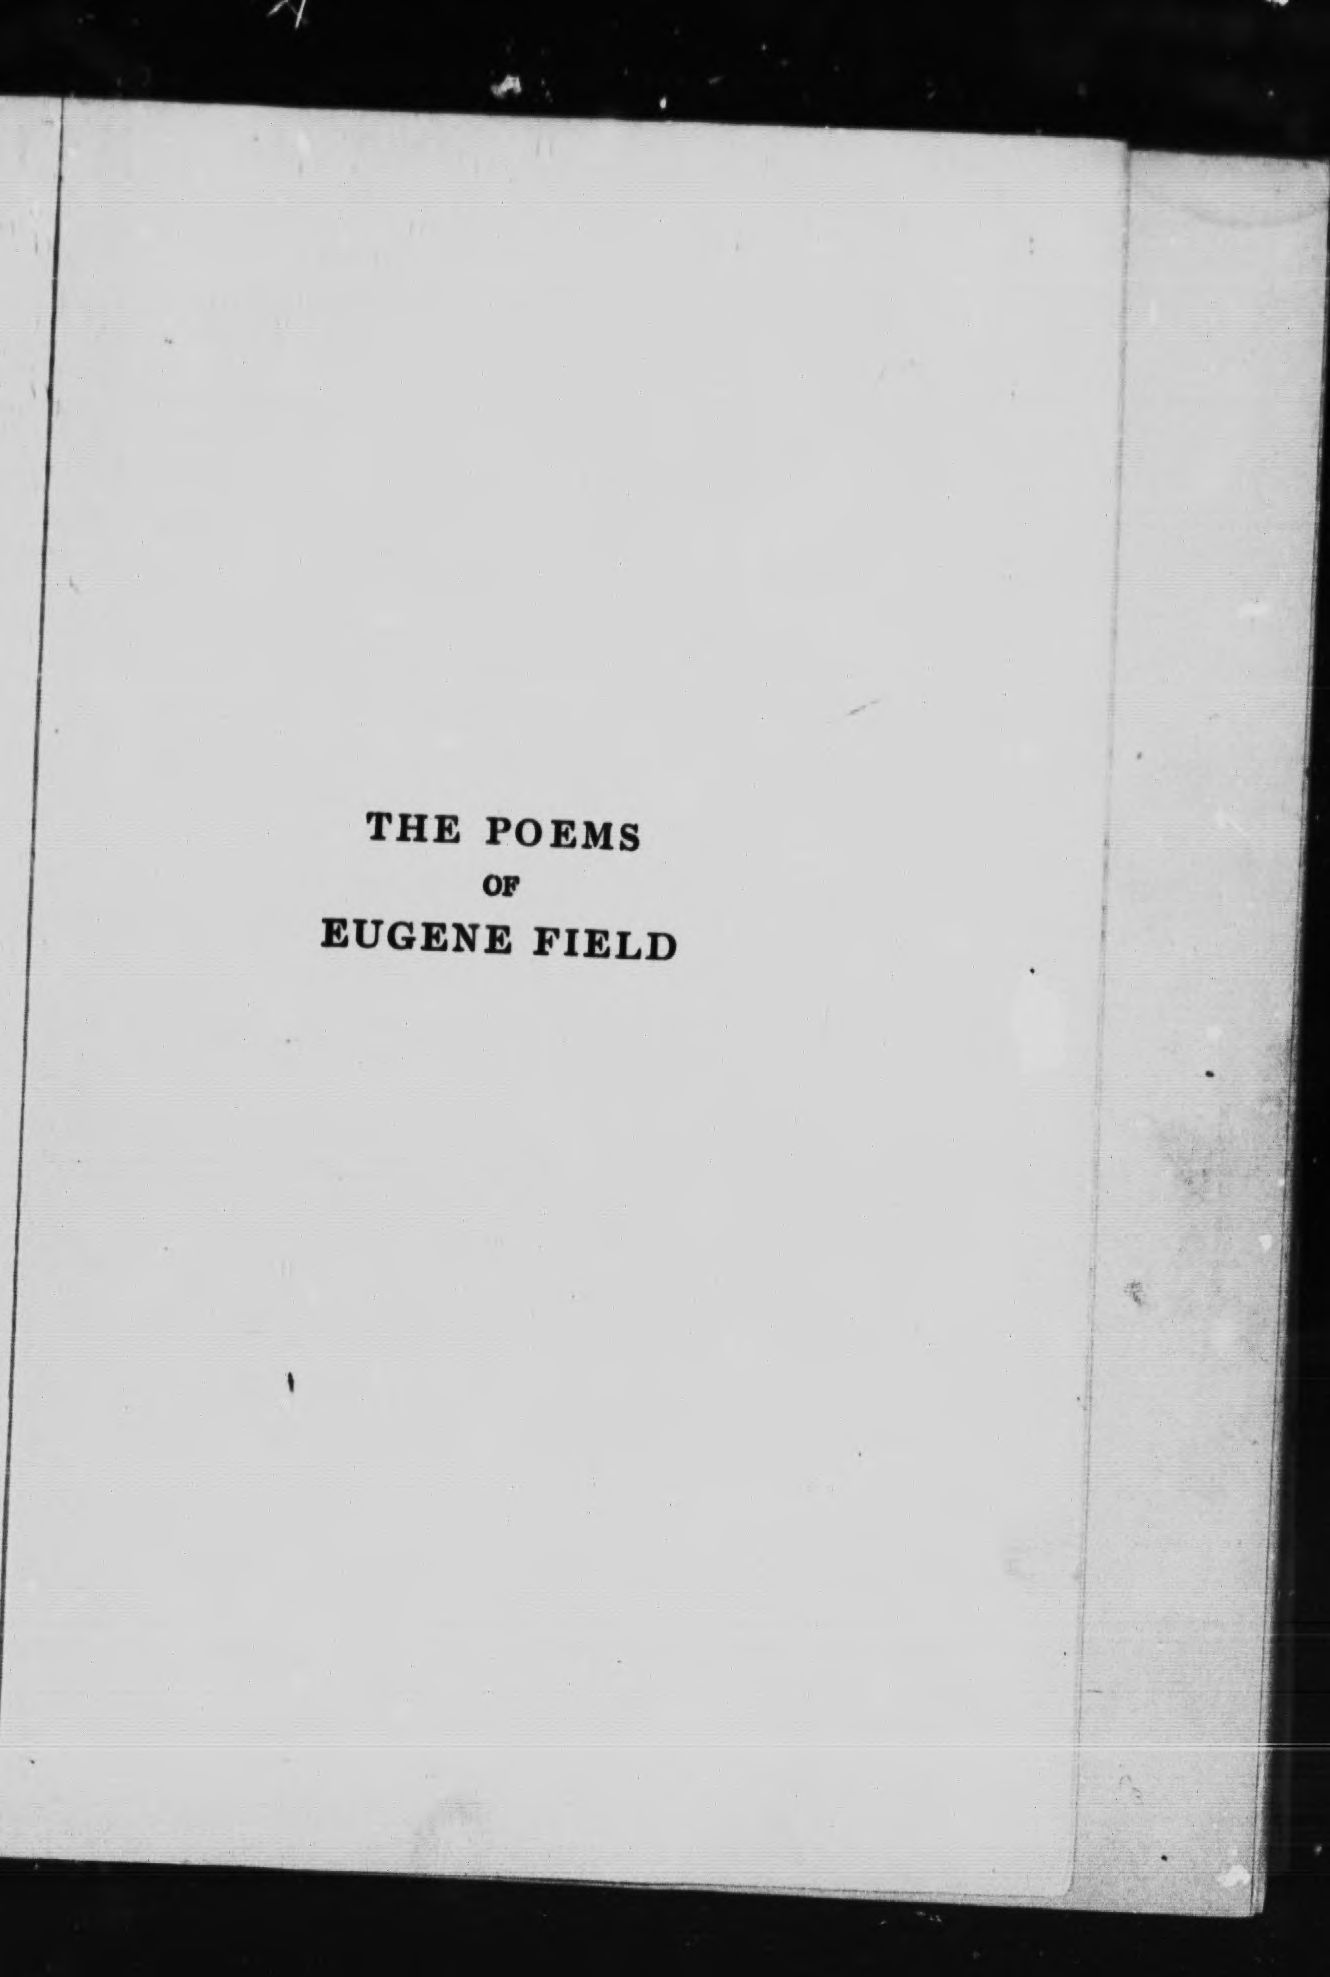 THE POEMS
OF
EUGENE FIELD